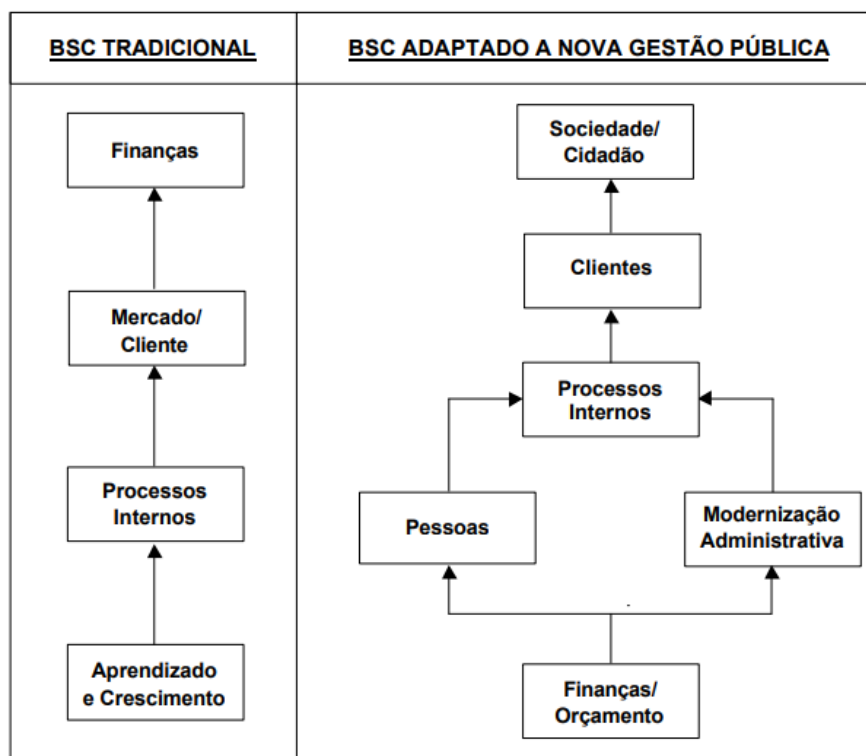 BSC TRADICIONAL
BSC ADAPTADO A NOVA GESTÃO PÚBLICA
Finanças
Mercado/
Cliente
Processos
Internos
Aprendizado
e Crescimento
Sociedade/
Cidadão
Clientes
Processos
Internos
Pessoas
Modernização
Administrativa
Finanças/
Orçamento